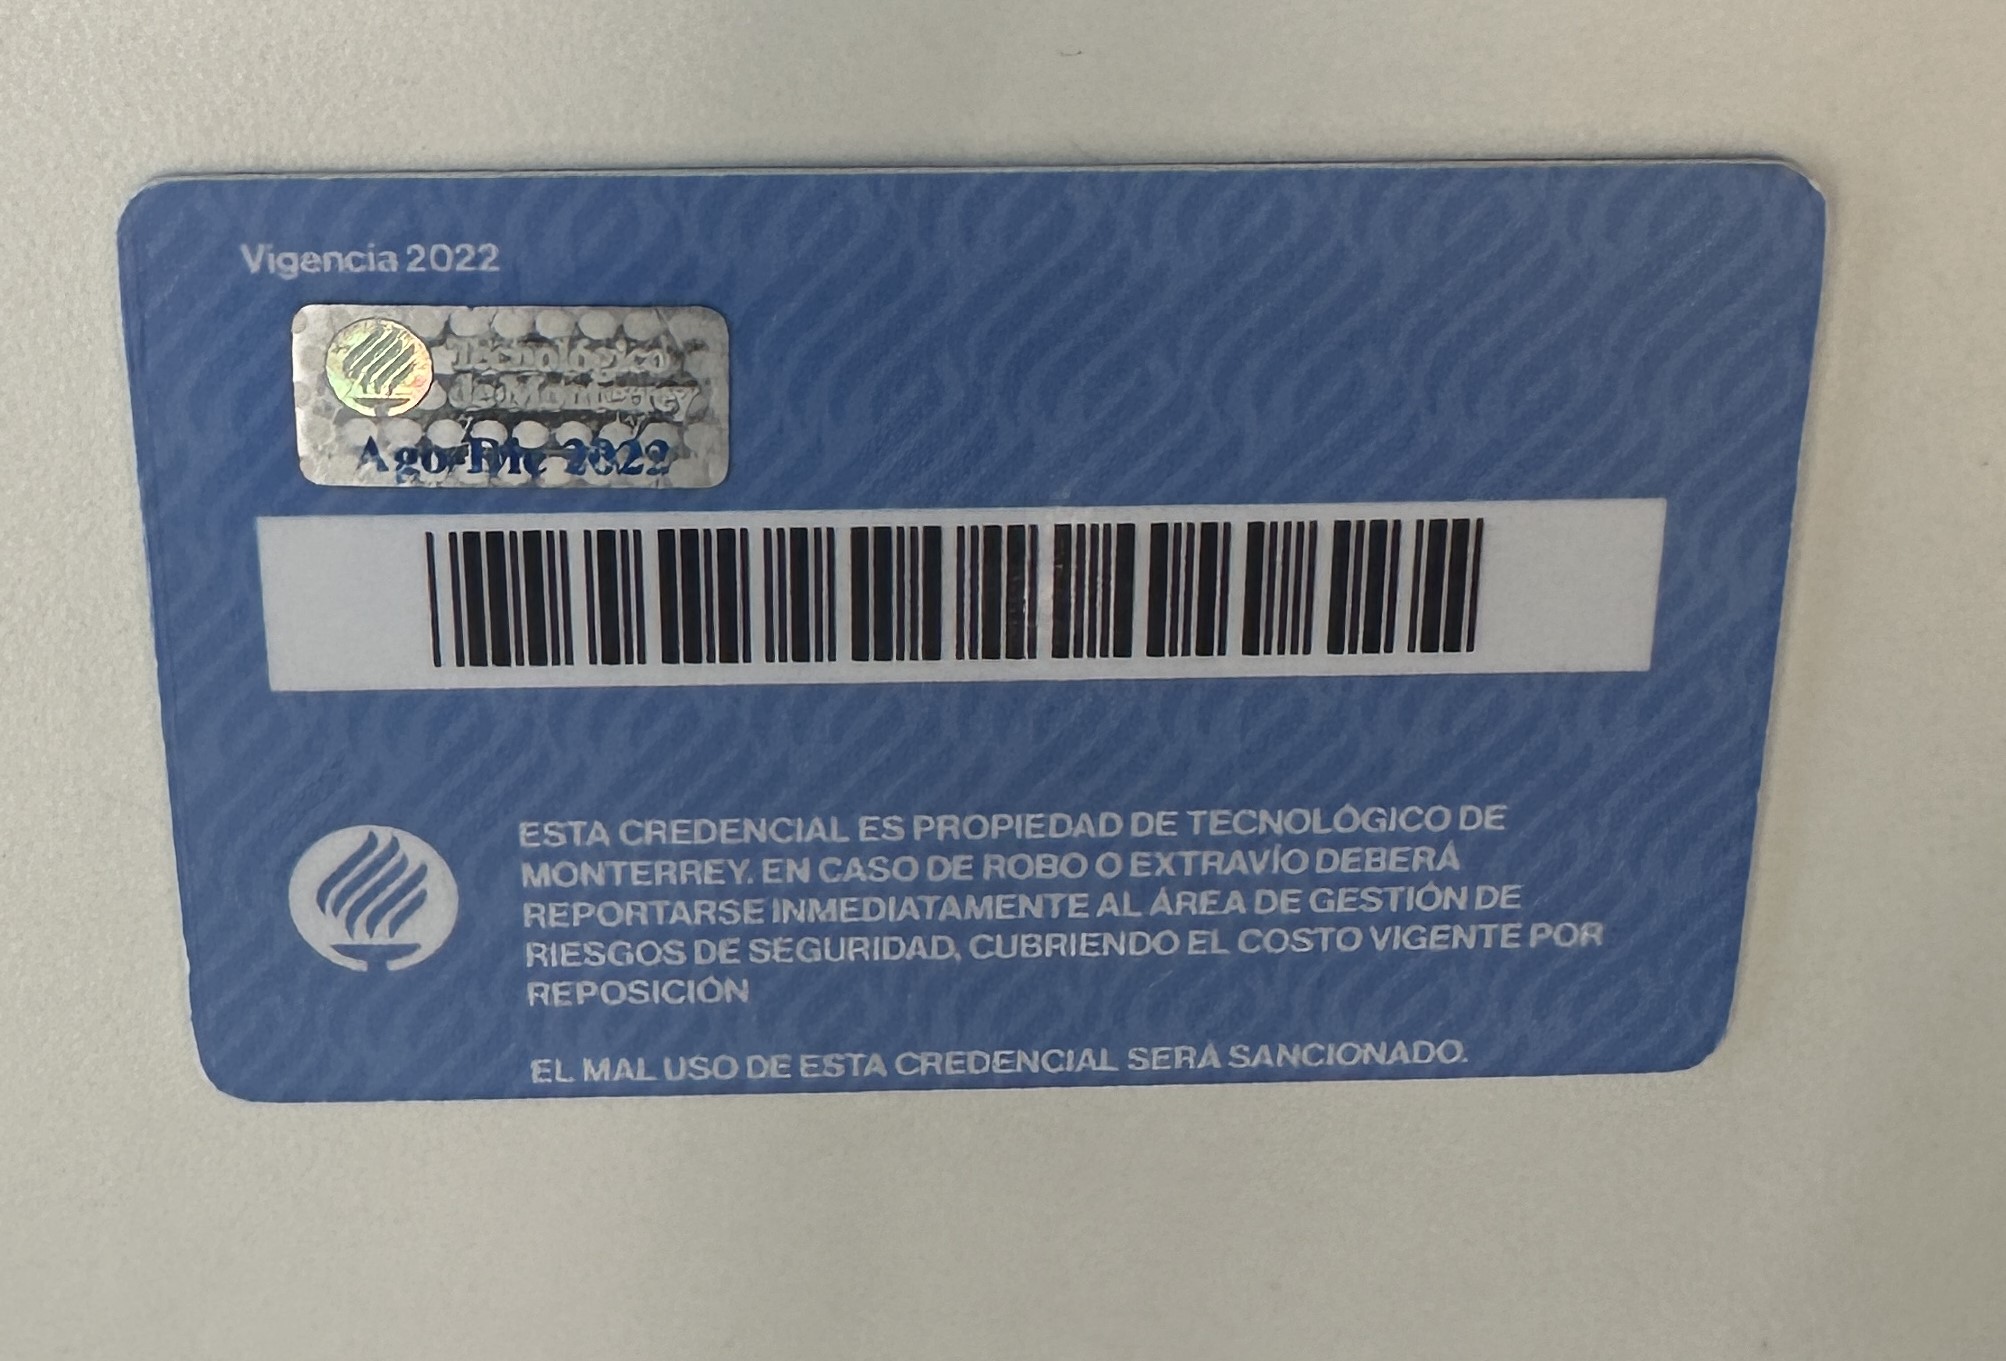 Vigencia 2022
Tecnológico
de Monterrey
Ago-Dic 2022
ESTA CREDENCIAL ES PROPIEDAD DE TECNOLÓGICO DE
MONTERREY. EN CASO DE ROBO O EXTRAVÍO DEBERÁ
REPORTARSE INMEDIATAMENTE AL ÁREA DE GESTIÓN DE
RIESGOS DE SEGURIDAD, CUBRIENDO EL COSTO VIGENTE POR
REPOSICIÓN
EL MAL USO DE ESTA CREDENCIAL SERÁ SANCIONADO.